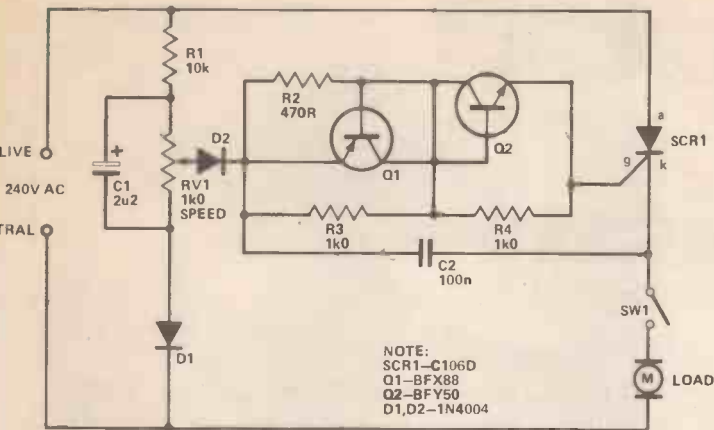 R1
10k
R2
470R
D2
Q1
Q2
a
SCR1
g
k
LIVE
240V AC
TRAL
+
C1
2u2
RV1
1k0
SPEED
R3
1k0
R4
1k0
C2
100n
SW1
D1
M
LOAD
NOTE:
SCR1–C106D
Q1–BFX88
Q2–BFY50
D1,D2–1N4004